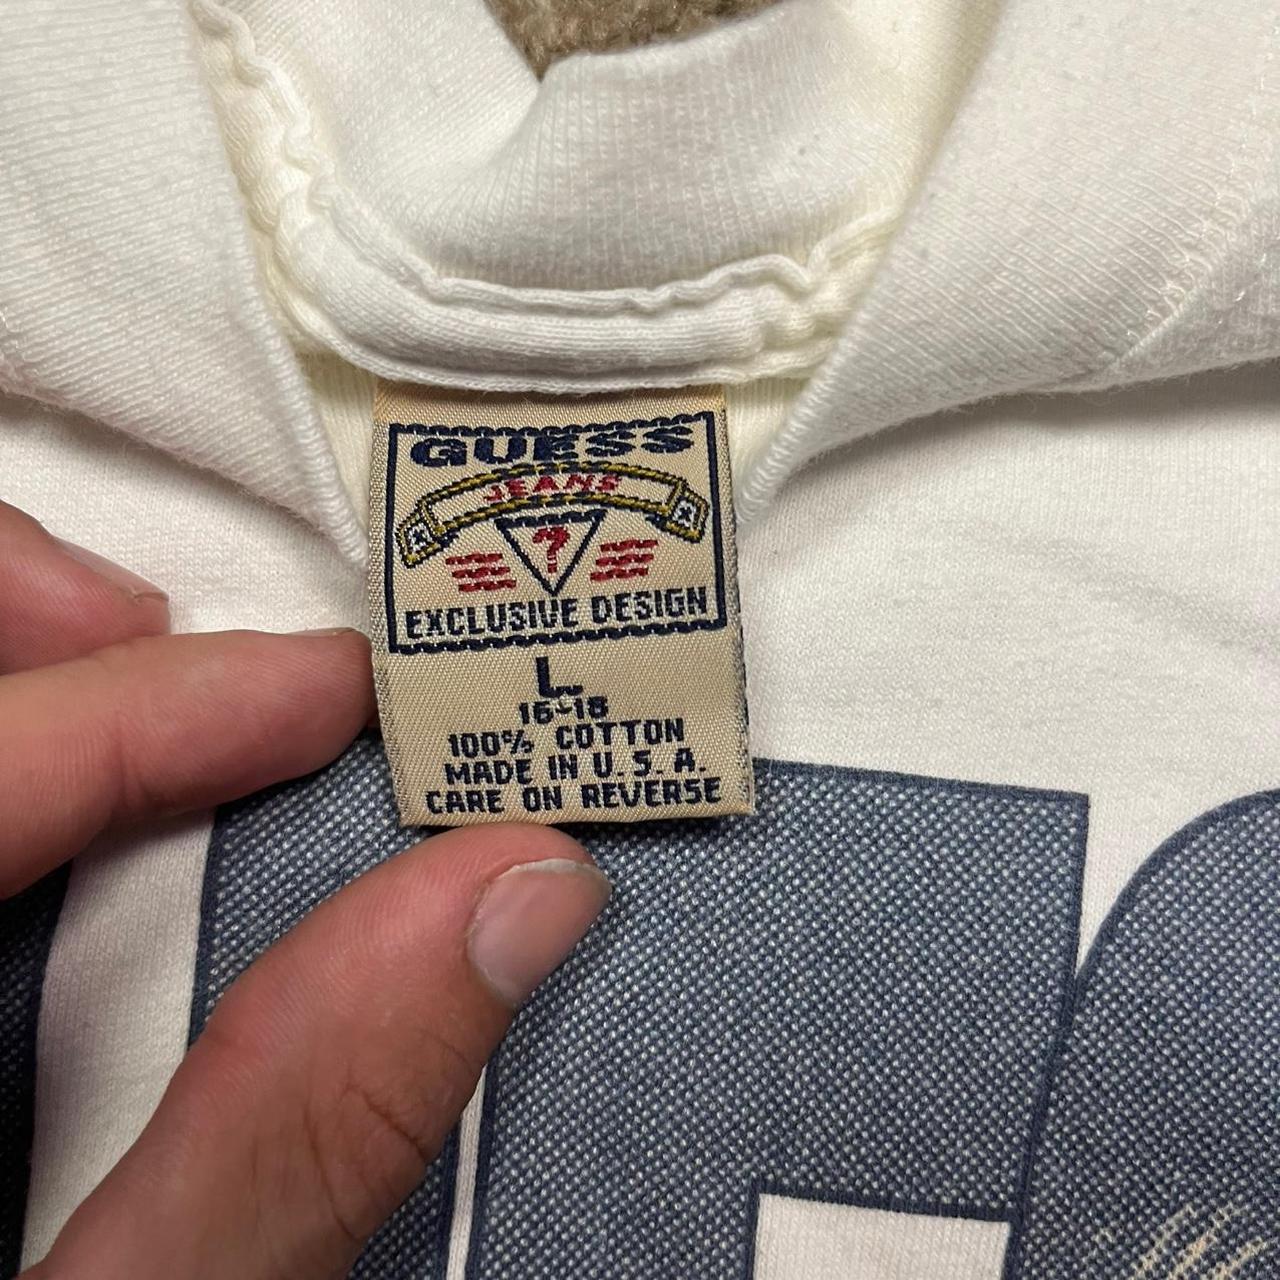 GUESS
JEANS
?
EXCLUSIVE DESIGN
L
16-18
100% COTTON
MADE IN U.S.A.
CARE ON REVERSE